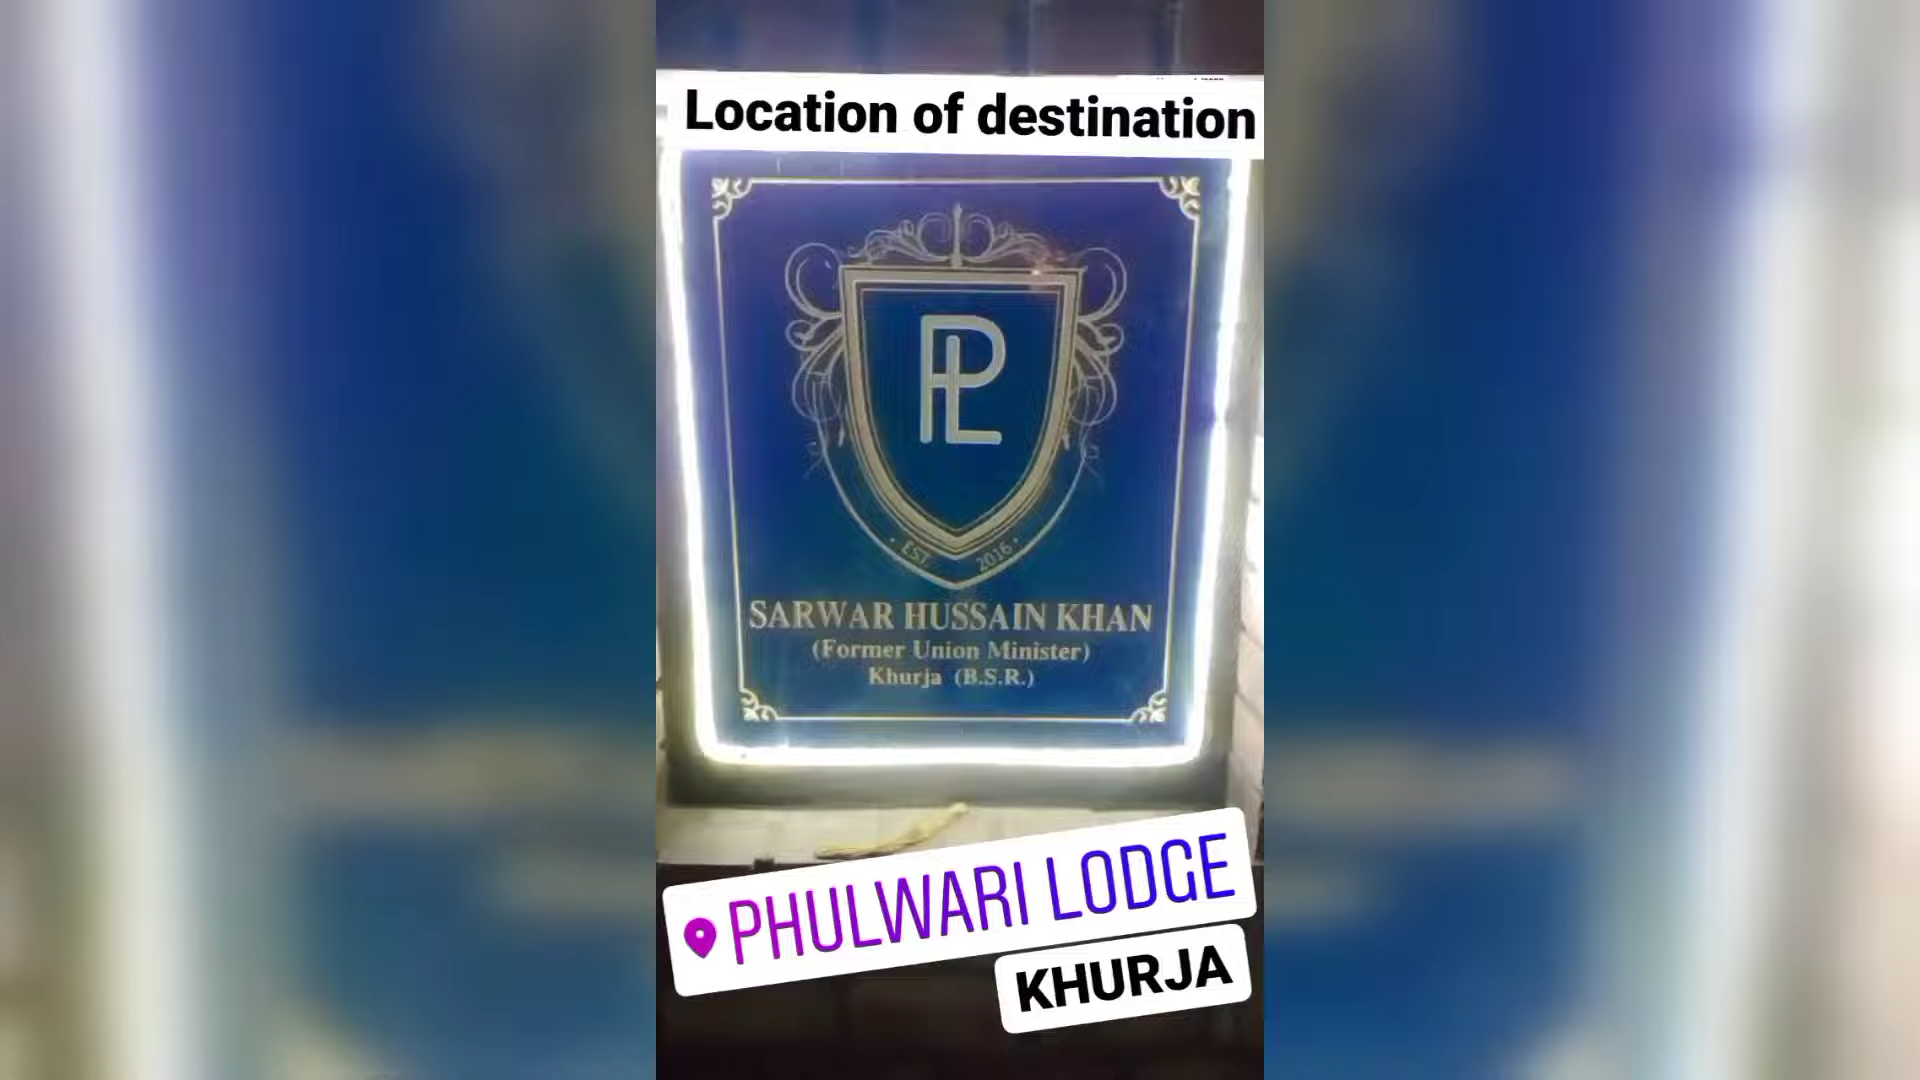 Location of destination
PL
EST. 2016
SARWAR HUSSAIN KHAN
(Former Union Minister)
Khurja (B.S.R.)
PHULWARI LODGE
KHURJA